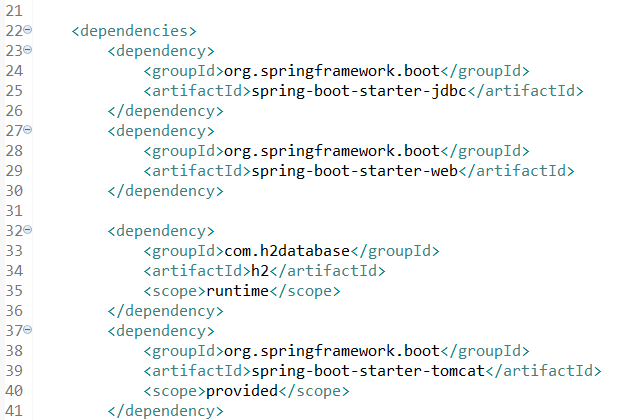 21
22 <dependencies>
23 <dependency>
24 <groupId>org.springframework.boot</groupId>
25 <artifactId>spring-boot-starter-jdbc</artifactId>
26 </dependency>
27 <dependency>
28 <groupId>org.springframework.boot</groupId>
29 <artifactId>spring-boot-starter-web</artifactId>
30 </dependency>
31
32 <dependency>
33 <groupId>com.h2database</groupId>
34 <artifactId>h2</artifactId>
35 <scope>runtime</scope>
36 </dependency>
37 <dependency>
38 <groupId>org.springframework.boot</groupId>
39 <artifactId>spring-boot-starter-tomcat</artifactId>
40 <scope>provided</scope>
41 </dependency>